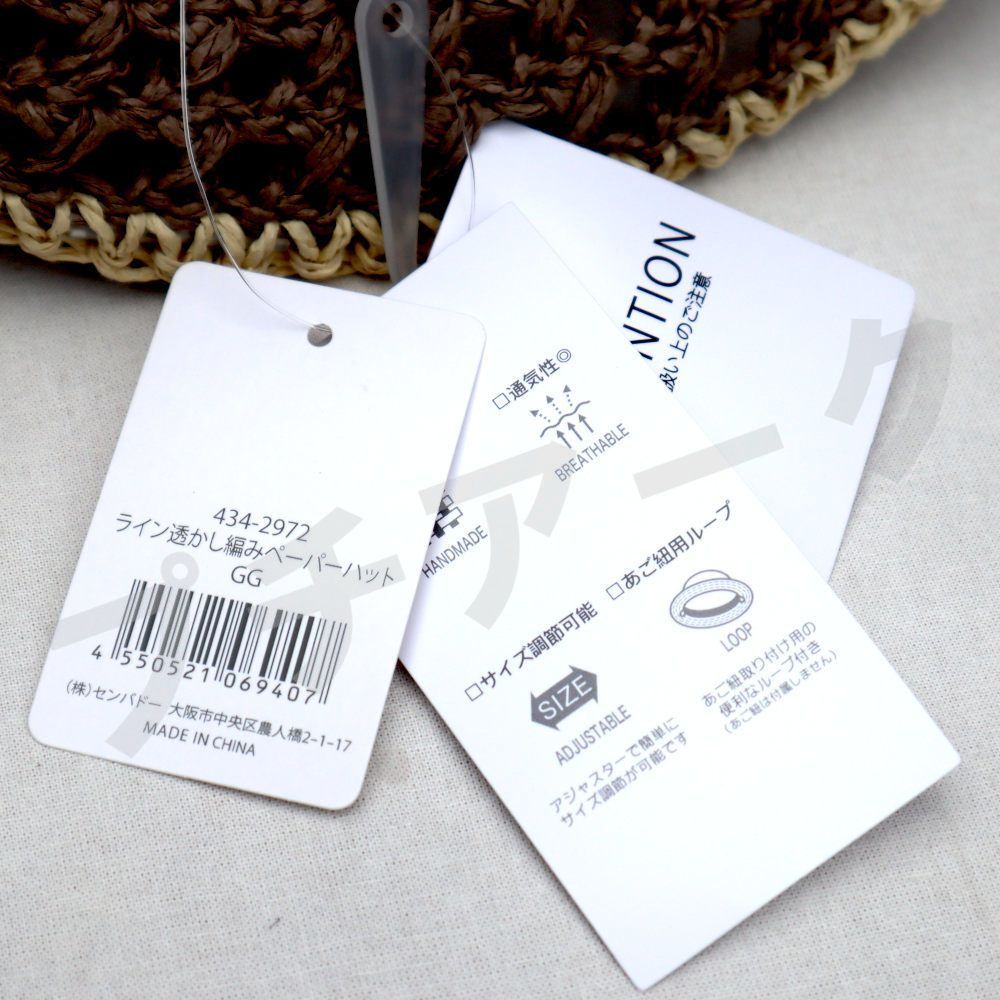 434-2972
ライン透かし編みペーパーハット
GG
4 550521 069407
(株)センバドー 大阪市中央区農人橋2-1-17
MADE IN CHINA
□通気性◎
BREATHABLE
HANDMADE
□サイズ調節可能
SIZE
ADJUSTABLE
アジャスターで簡単に
サイズ調節が可能です
□あご紐用ループ
LOOP
あご紐取り付け用の
便利なループ付き
(あご紐は付属しません)
NTION
扱い上のご注意
プチアーク